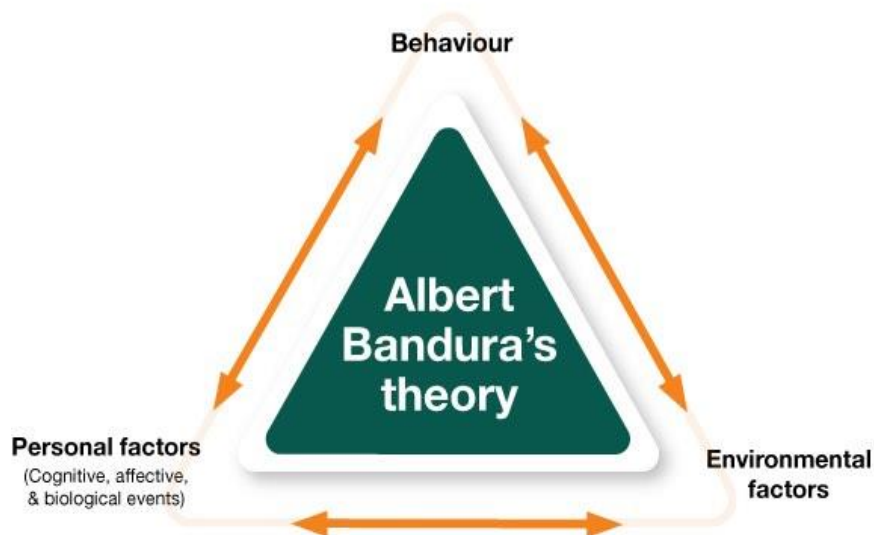 Behaviour
Albert
Bandura's
theory
Personal factors
(Cognitive, affective,
& biological events)
Environmental
factors